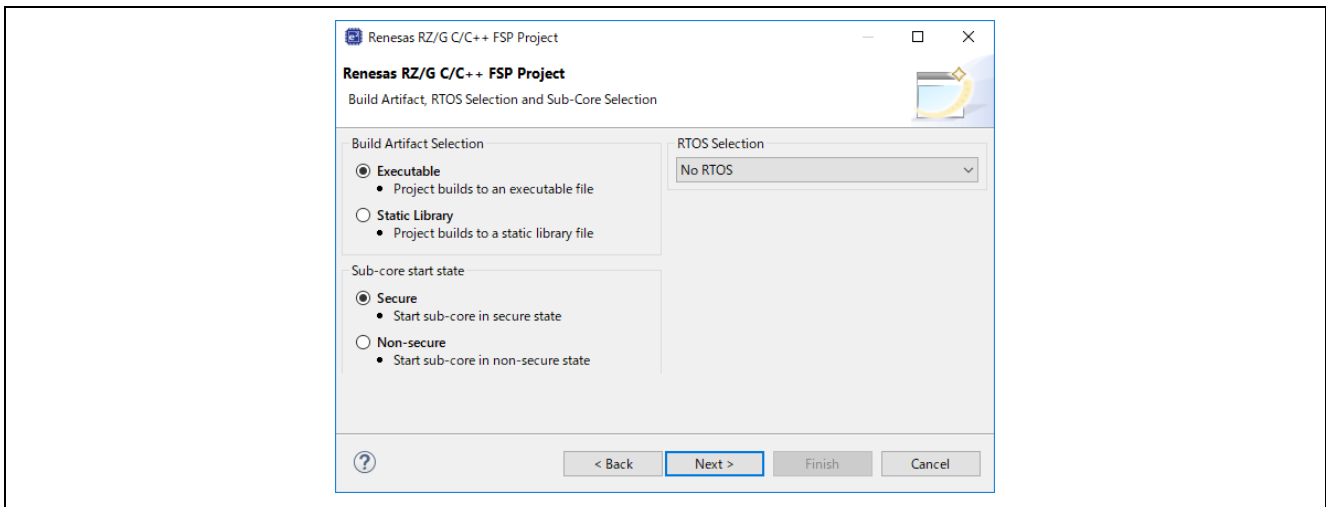 Renesas RZ/G C/C++ FSP Project
Renesas RZ/G C/C++ FSP Project
Build Artifact, RTOS Selection and Sub-Core Selection
Build Artifact Selection
Executable
• Project builds to an executable file
Static Library
• Project builds to a static library file
Sub-core start state
Secure
• Start sub-core in secure state
Non-secure
• Start sub-core in non-secure state
RTOS Selection
No RTOS
?
< Back
Next >
Finish
Cancel